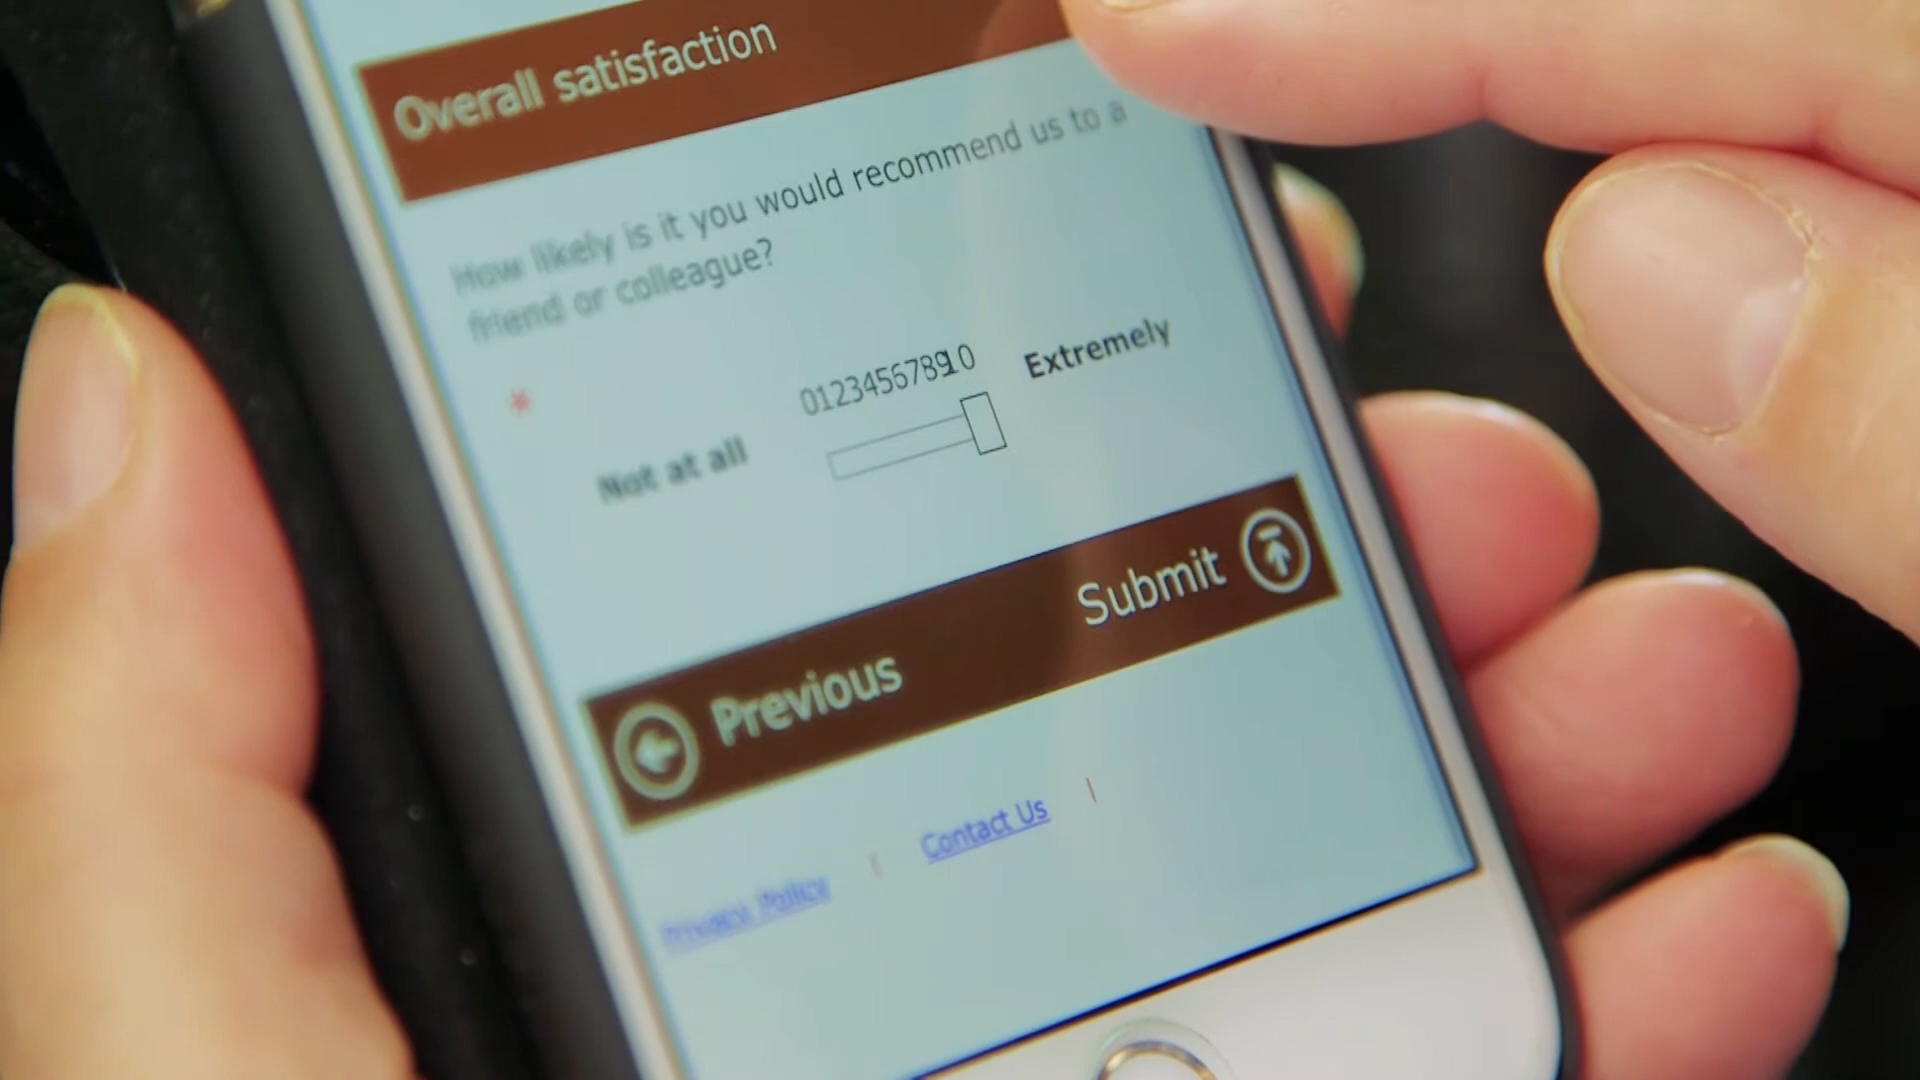 Overall satisfaction
How likely is it you would recommend us to a
friend or colleague?
*
012345678910
Extremely
Not at all
Submit
Previous
Contact Us |
Privacy Policy |